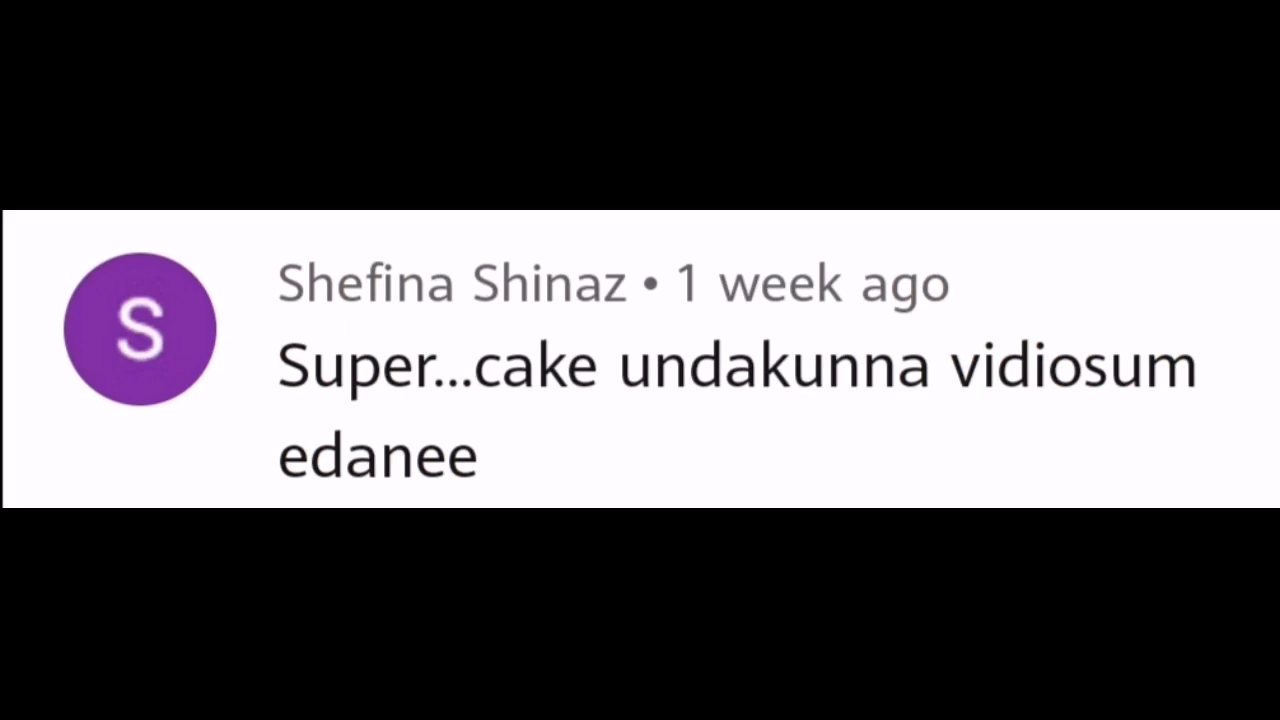 S
Shefina Shinaz • 1 week ago
Super...cake undakunna vidiosum
edanee